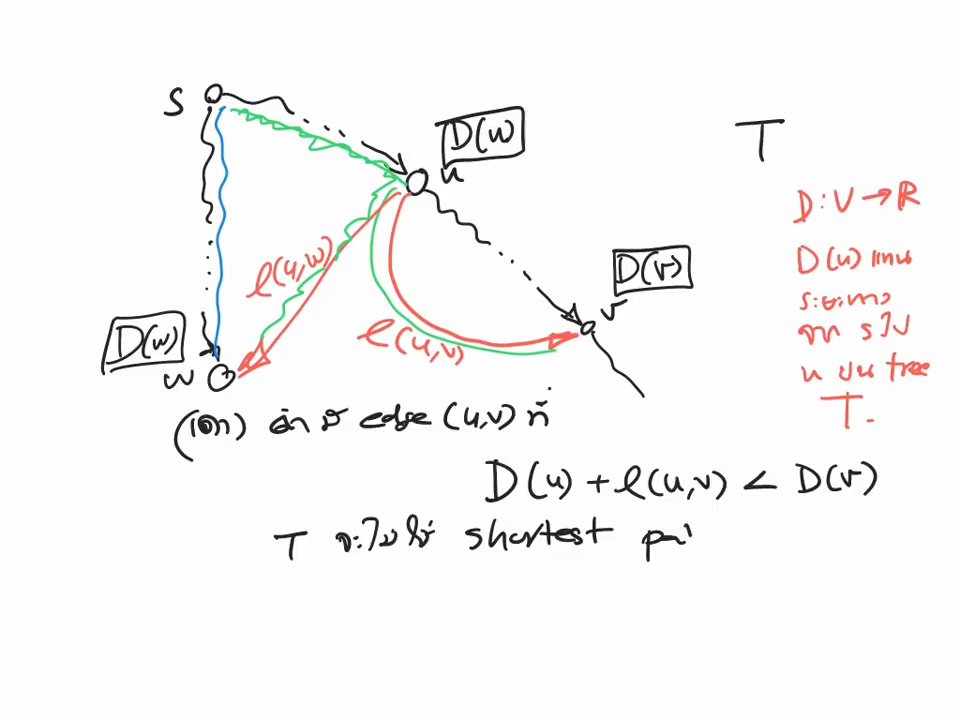 S
D(u)
u
T
D : V → R
D(u) แทน
ระยะทาง
จาก s ไป
u บน tree
T.
l(u,w)
D(v)
v
l(u,v)
D(w)
w
ถ้ามี edge (u,v) ที่
D(u) + l(u,v) < D(v)
T จะไม่ใช่ shortest pa